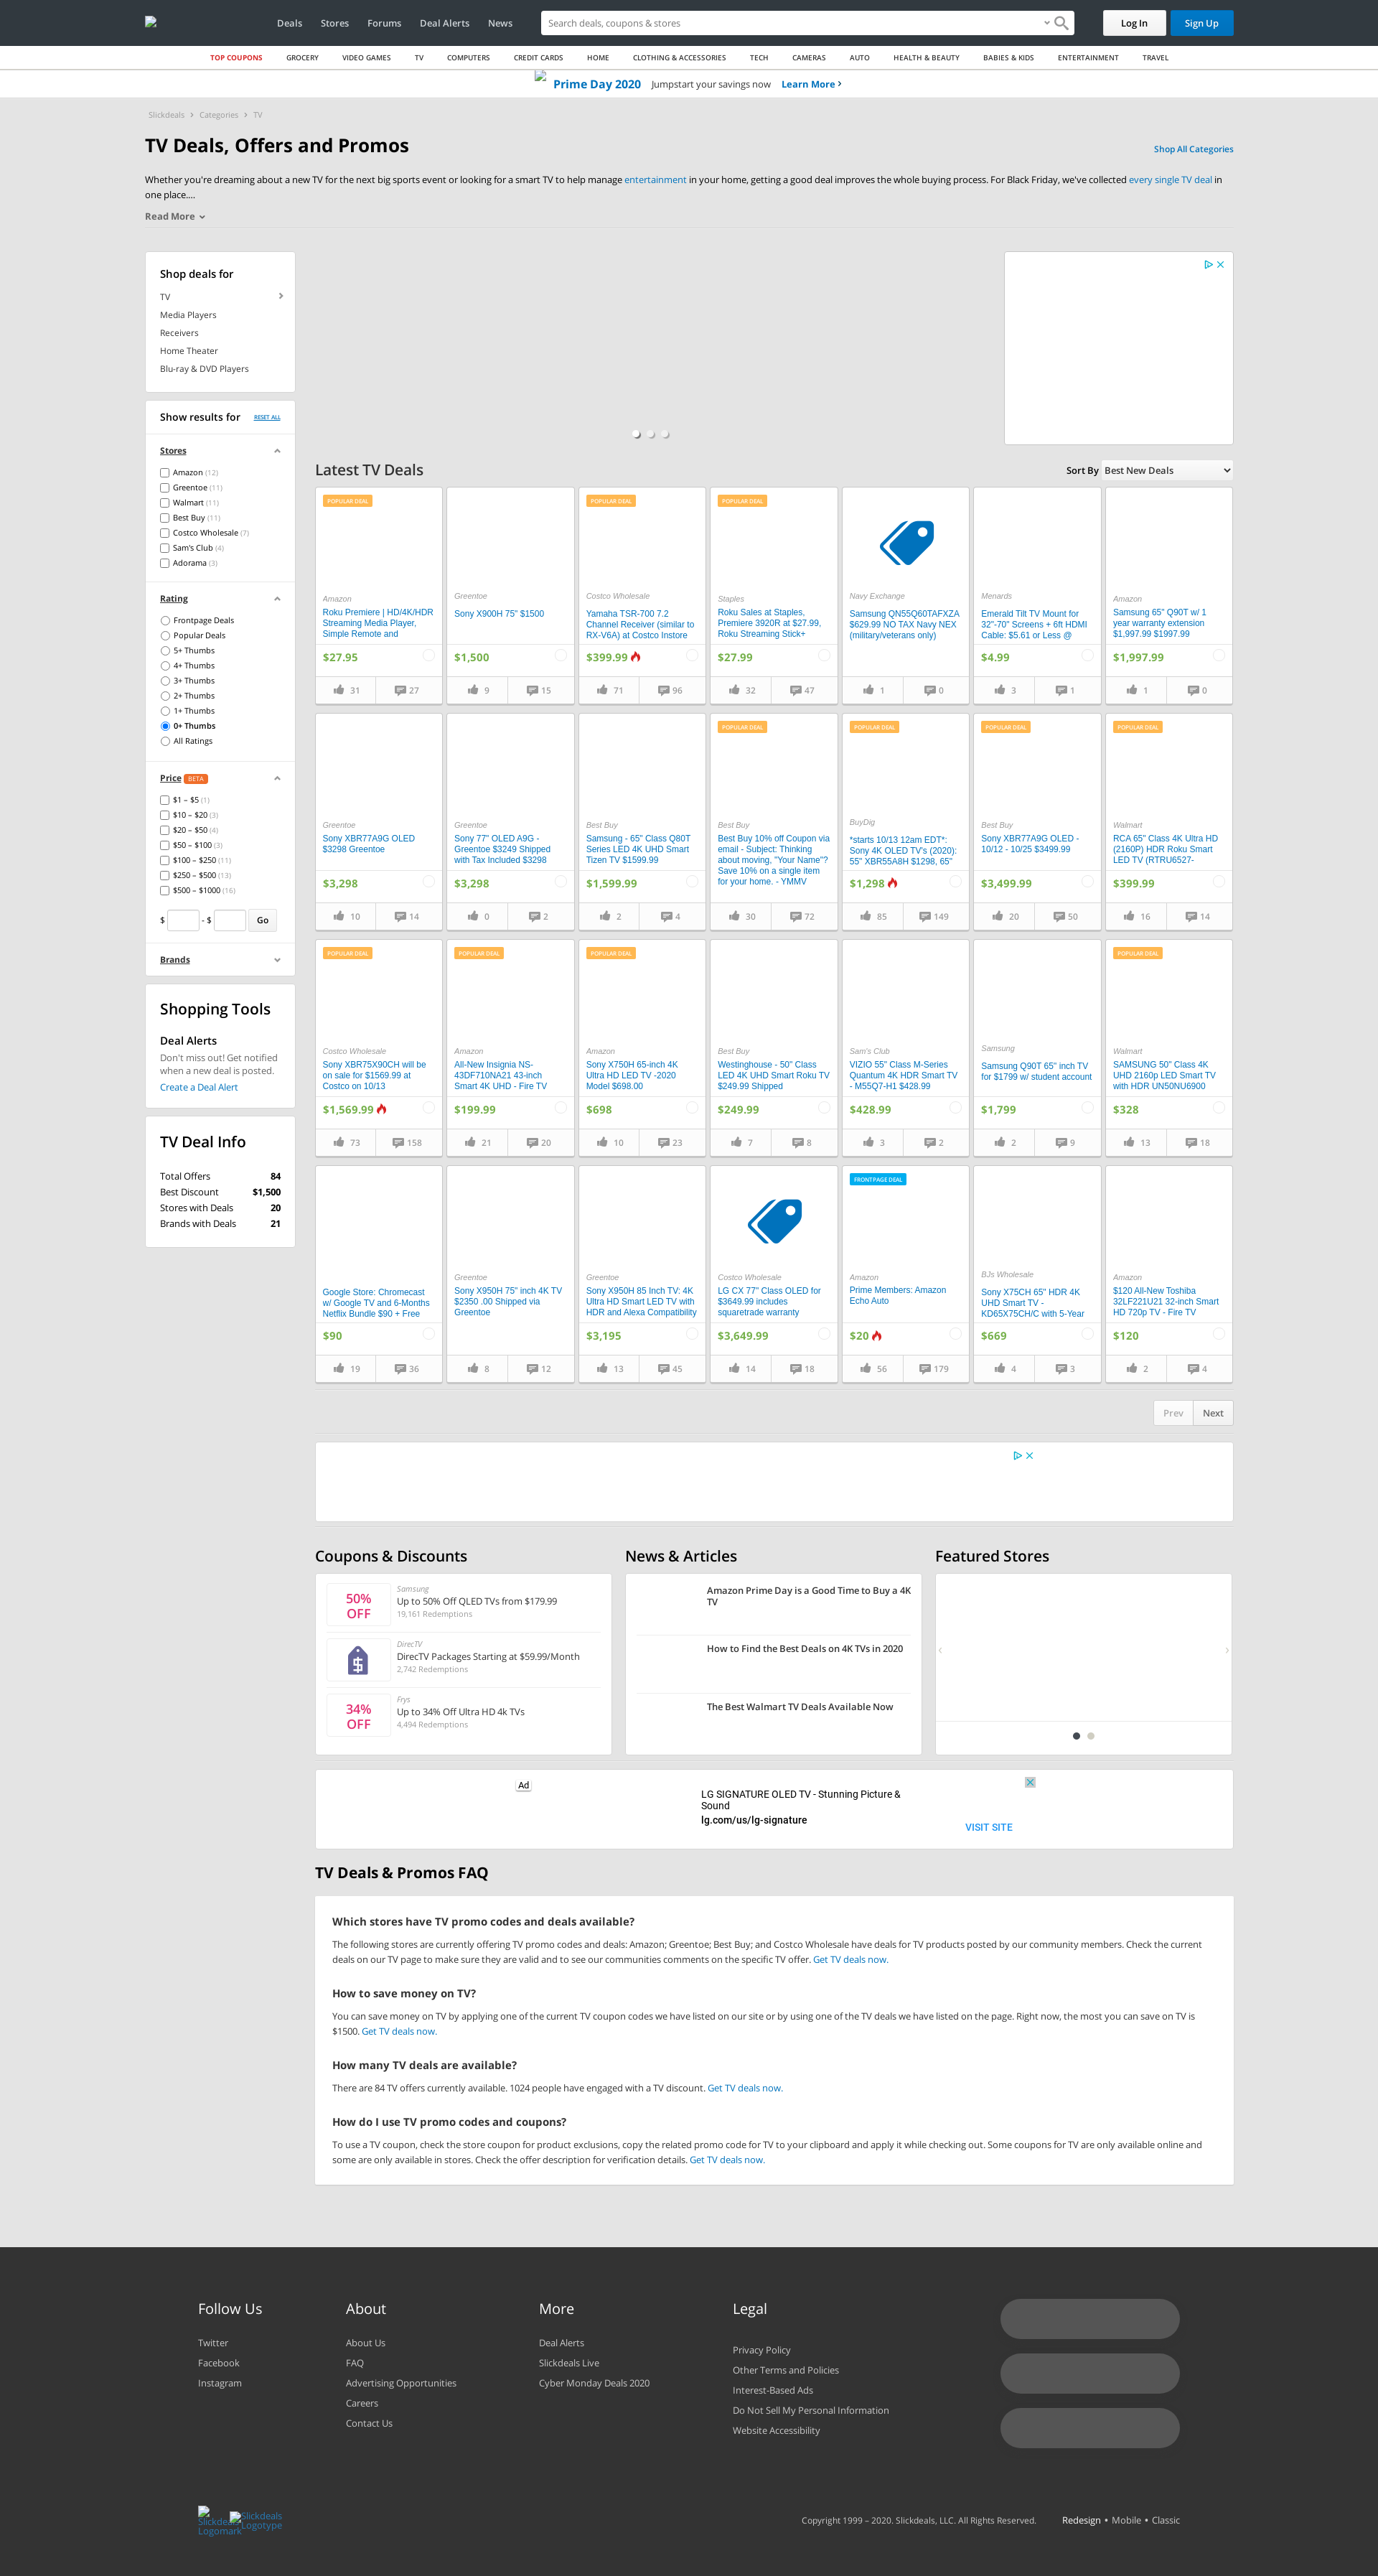 Deals Stores Forums Deal Alerts News
Search deals, coupons & stores
Log In
Sign Up
TOP COUPONS GROCERY VIDEO GAMES TV COMPUTERS CREDIT CARDS HOME CLOTHING & ACCESSORIES TECH CAMERAS AUTO HEALTH & BEAUTY BABIES & KIDS ENTERTAINMENT TRAVEL
Prime Day 2020 Jumpstart your savings now Learn More
Slickdeals Categories TV
TV Deals, Offers and Promos
Shop All Categories
Whether you're dreaming about a new TV for the next big sports event or looking for a smart TV to help manage entertainment in your home, getting a good deal improves the whole buying process. For Black Friday, we've collected every single TV deal in
one place....
Read More
Shop deals for
TV
Media Players
Receivers
Home Theater
Blu-ray & DVD Players
Show results for RESET ALL
Stores
Amazon (12)
Greentoe (11)
Walmart (11)
Best Buy (11)
Costco Wholesale (7)
Sam's Club (4)
Adorama (3)
Rating
Frontpage Deals
Popular Deals
5+ Thumbs
4+ Thumbs
3+ Thumbs
2+ Thumbs
1+ Thumbs
0+ Thumbs
All Ratings
Price BETA
$1 – $5 (1)
$10 – $20 (3)
$20 – $50 (4)
$50 – $100 (3)
$100 – $250 (11)
$250 – $500 (13)
$500 – $1000 (16)
$ - $ Go
Brands
Shopping Tools
Deal Alerts
Don't miss out! Get notified
when a new deal is posted.
Create a Deal Alert
TV Deal Info
Total Offers 84
Best Discount $1,500
Stores with Deals 20
Brands with Deals 21
Latest TV Deals
Sort By Best New Deals
POPULAR DEAL
Amazon
Roku Premiere | HD/4K/HDR
Streaming Media Player,
Simple Remote and
$27.95
31 27
Greentoe
Sony X900H 75" $1500
$1,500
9 15
POPULAR DEAL
Costco Wholesale
Yamaha TSR-700 7.2
Channel Receiver (similar to
RX-V6A) at Costco Instore
$399.99
71 96
POPULAR DEAL
Staples
Roku Sales at Staples,
Premiere 3920R at $27.99,
Roku Streaming Stick+
$27.99
32 47
Navy Exchange
Samsung QN55Q60TAFXZA
$629.99 NO TAX Navy NEX
(military/veterans only)
1 0
Menards
Emerald Tilt TV Mount for
32"-70" Screens + 6ft HDMI
Cable: $5.61 or Less @
$4.99
3 1
Amazon
Samsung 65" Q90T w/ 1
year warranty extension
$1,997.99 $1997.99
$1,997.99
1 0
Greentoe
Sony XBR77A9G OLED
$3298 Greentoe
$3,298
10 14
Greentoe
Sony 77" OLED A9G -
Greentoe $3249 Shipped
with Tax Included $3298
$3,298
0 2
Best Buy
Samsung - 65" Class Q80T
Series LED 4K UHD Smart
Tizen TV $1599.99
$1,599.99
2 4
POPULAR DEAL
Best Buy
Best Buy 10% off Coupon via
email - Subject: Thinking
about moving, "Your Name"?
Save 10% on a single item
for your home. - YMMV
30 72
POPULAR DEAL
BuyDig
*starts 10/13 12am EDT*:
Sony 4K OLED TV's (2020):
55" XBR55A8H $1298, 65"
$1,298
85 149
POPULAR DEAL
Best Buy
Sony XBR77A9G OLED -
10/12 - 10/25 $3499.99
$3,499.99
20 50
POPULAR DEAL
Walmart
RCA 65" Class 4K Ultra HD
(2160P) HDR Roku Smart
LED TV (RTRU6527-
$399.99
16 14
POPULAR DEAL
Costco Wholesale
Sony XBR75X90CH will be
on sale for $1569.99 at
Costco on 10/13
$1,569.99
73 158
POPULAR DEAL
Amazon
All-New Insignia NS-
43DF710NA21 43-inch
Smart 4K UHD - Fire TV
$199.99
21 20
POPULAR DEAL
Amazon
Sony X750H 65-inch 4K
Ultra HD LED TV -2020
Model $698.00
$698
10 23
Best Buy
Westinghouse - 50" Class
LED 4K UHD Smart Roku TV
$249.99 Shipped
$249.99
7 8
Sam's Club
VIZIO 55" Class M-Series
Quantum 4K HDR Smart TV
- M55Q7-H1 $428.99
$428.99
3 2
Samsung
Samsung Q90T 65" inch TV
for $1799 w/ student account
$1,799
2 9
POPULAR DEAL
Walmart
SAMSUNG 50" Class 4K
UHD 2160p LED Smart TV
with HDR UN50NU6900
$328
13 18
Google Store: Chromecast
w/ Google TV and 6-Months
Netflix Bundle $90 + Free
$90
19 36
Greentoe
Sony X950H 75" inch 4K TV
$2350 .00 Shipped via
Greentoe
8 12
Greentoe
Sony X950H 85 Inch TV: 4K
Ultra HD Smart LED TV with
HDR and Alexa Compatibility
$3,195
13 45
Costco Wholesale
LG CX 77" Class OLED for
$3649.99 includes
squaretrade warranty
$3,649.99
14 18
FRONTPAGE DEAL
Amazon
Prime Members: Amazon
Echo Auto
$20
56 179
BJs Wholesale
Sony X75CH 65" HDR 4K
UHD Smart TV -
KD65X75CH/C with 5-Year
$669
4 3
Amazon
$120 All-New Toshiba
32LF221U21 32-inch Smart
HD 720p TV - Fire TV
$120
2 4
Prev Next
Coupons & Discounts
50%
OFF
Samsung
Up to 50% Off QLED TVs from $179.99
19,161 Redemptions
DirecTV
DirecTV Packages Starting at $59.99/Month
2,742 Redemptions
34%
OFF
Frys
Up to 34% Off Ultra HD 4k TVs
4,494 Redemptions
News & Articles
Amazon Prime Day is a Good Time to Buy a 4K
TV
How to Find the Best Deals on 4K TVs in 2020
The Best Walmart TV Deals Available Now
Featured Stores
Ad
LG SIGNATURE OLED TV - Stunning Picture &
Sound
lg.com/us/lg-signature
VISIT SITE
TV Deals & Promos FAQ
Which stores have TV promo codes and deals available?
The following stores are currently offering TV promo codes and deals: Amazon; Greentoe; Best Buy; and Costco Wholesale have deals for TV products posted by our community members. Check the current
deals on our TV page to make sure they are valid and to see our communities comments on the specific TV offer. Get TV deals now.
How to save money on TV?
You can save money on TV by applying one of the current TV coupon codes we have listed on our site or by using one of the TV deals we have listed on the page. Right now, the most you can save on TV is
$1500. Get TV deals now.
How many TV deals are available?
There are 84 TV offers currently available. 1024 people have engaged with a TV discount. Get TV deals now.
How do I use TV promo codes and coupons?
To use a TV coupon, check the store coupon for product exclusions, copy the related promo code for TV to your clipboard and apply it while checking out. Some coupons for TV are only available online and
some are only available in stores. Check the offer description for verification details. Get TV deals now.
Follow Us
Twitter
Facebook
Instagram
About
About Us
FAQ
Advertising Opportunities
Careers
Contact Us
More
Deal Alerts
Slickdeals Live
Cyber Monday Deals 2020
Legal
Privacy Policy
Other Terms and Policies
Interest-Based Ads
Do Not Sell My Personal Information
Website Accessibility
Slickdeals
Logomark
Slickdeals
Logotype
Copyright 1999 – 2020. Slickdeals, LLC. All Rights Reserved.
Redesign • Mobile • Classic